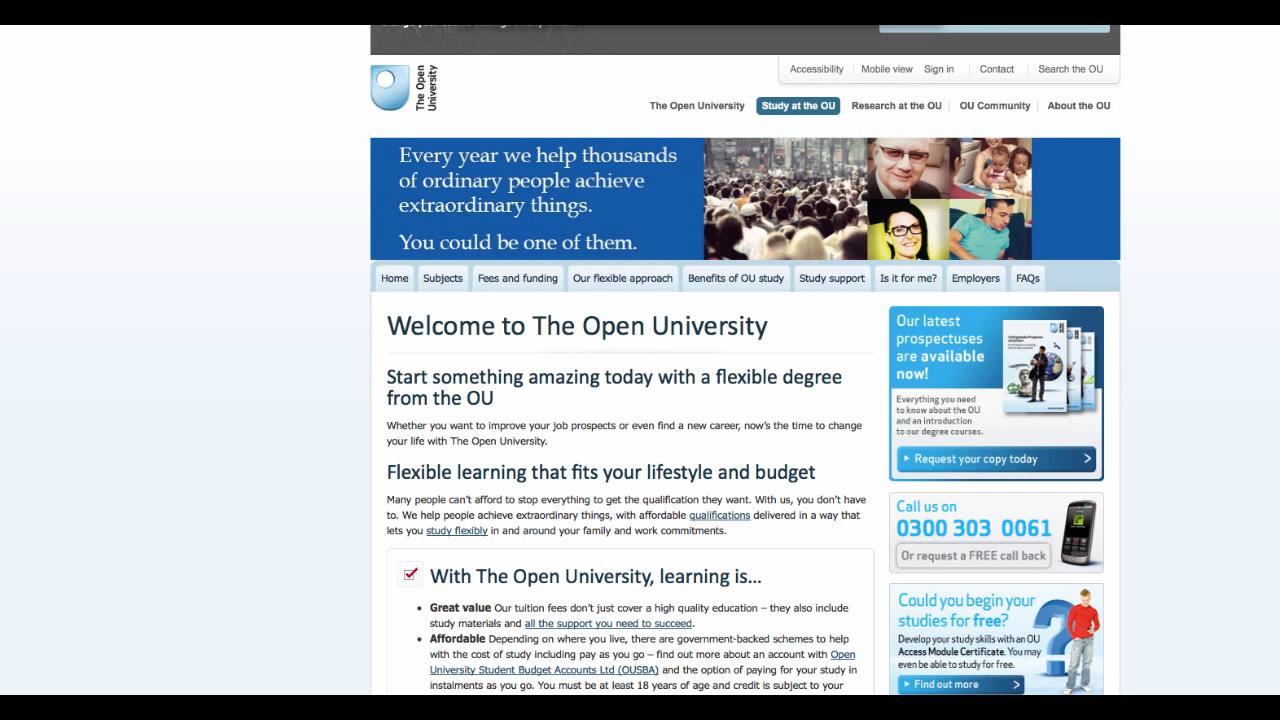 Accessibility
Mobile view
Sign in
Contact
Search the OU
The Open University
The Open University
Study at the OU
Research at the OU
OU Community
About the OU
Every year we help thousands
of ordinary people achieve
extraordinary things.
You could be one of them.
Home
Subjects
Fees and funding
Our flexible approach
Benefits of OU study
Study support
Is it for me?
Employers
FAQs
Welcome to The Open University
Start something amazing today with a flexible degree
from the OU
Whether you want to improve your job prospects or even find a new career, now's the time to change
your life with The Open University.
Flexible learning that fits your lifestyle and budget
Many people can't afford to stop everything to get the qualification they want. With us, you don't have
to. We help people achieve extraordinary things, with affordable qualifications delivered in a way that
lets you study flexibly in and around your family and work commitments.
With The Open University, learning is...
• Great value Our tuition fees don't just cover a high quality education – they also include
study materials and all the support you need to succeed.
• Affordable Depending on where you live, there are government-backed schemes to help
with the cost of study including pay as you go – find out more about an account with Open
University Student Budget Accounts Ltd (OUSBA) and the option of paying for your study in
instalments as you go. You must be at least 18 years of age and credit is subject to your
Our latest
prospectuses
are available
now!
Everything you need
to know about the OU
and an introduction
to our degree courses.
Request your copy today
Call us on
0300 303 0061
Or request a FREE call back
Could you begin your
studies for free?
Develop your study skills with an OU
Access Module Certificate. You may
even be able to study for free.
Find out more